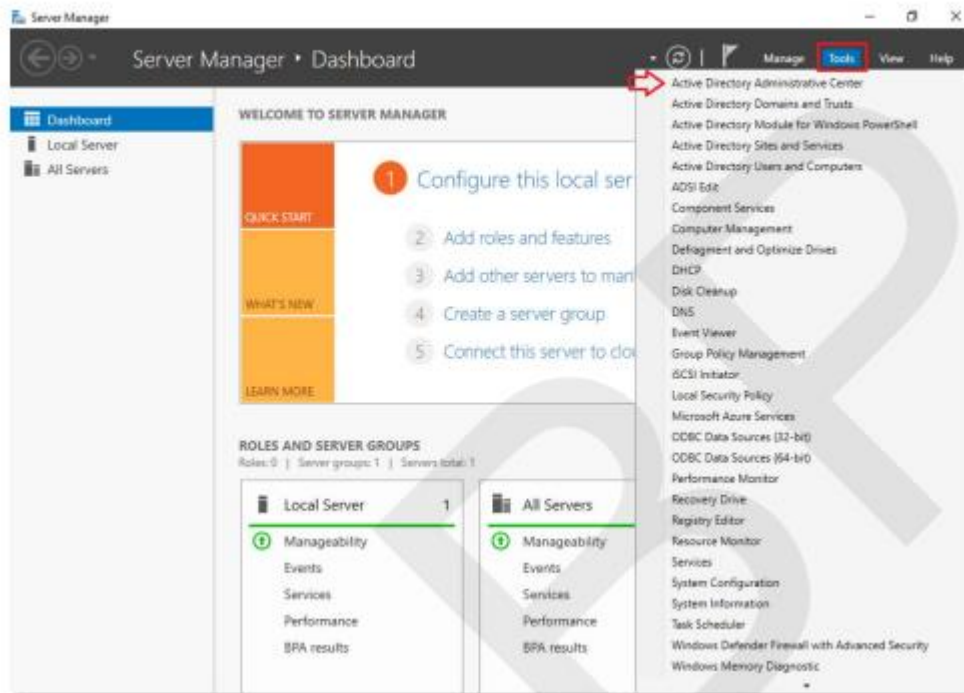 Server Manager
Server Manager • Dashboard
Manage Tools View Help
Dashboard
Local Server
All Servers
WELCOME TO SERVER MANAGER
QUICK START
WHAT'S NEW
LEARN MORE
1 Configure this local ser
2 Add roles and features
3 Add other servers to man
4 Create a server group
5 Connect this server to clou
ROLES AND SERVER GROUPS
Roles: 0 | Server groups: 1 | Servers total: 1
Local Server 1
Manageability
Events
Services
Performance
BPA results
All Servers
Manageability
Events
Services
Performance
BPA results
Active Directory Administrative Center
Active Directory Domains and Trusts
Active Directory Module for Windows PowerShell
Active Directory Sites and Services
Active Directory Users and Computers
ADSI Edit
Component Services
Computer Management
Defragment and Optimize Drives
DHCP
Disk Cleanup
DNS
Event Viewer
Group Policy Management
iSCSI Initiator
Local Security Policy
Microsoft Azure Services
ODBC Data Sources (32-bit)
ODBC Data Sources (64-bit)
Performance Monitor
Recovery Drive
Registry Editor
Resource Monitor
Services
System Configuration
System Information
Task Scheduler
Windows Defender Firewall with Advanced Security
Windows Memory Diagnostic